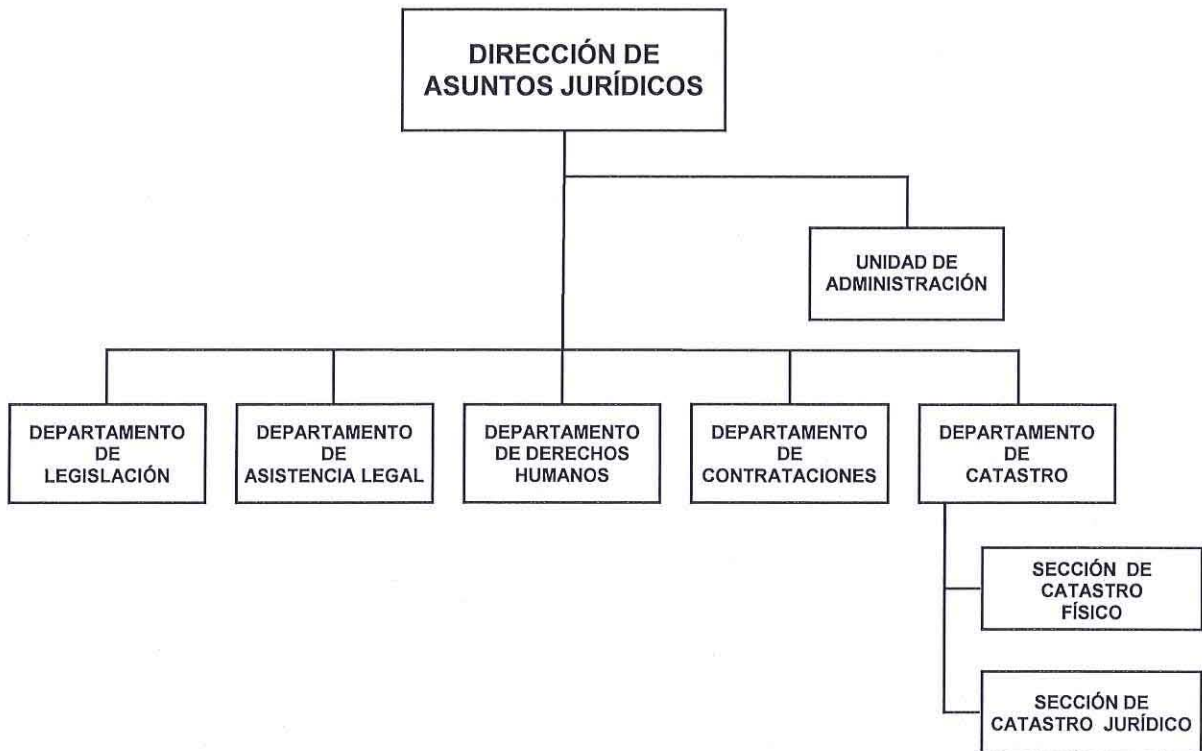 DIRECCIÓN DE
ASUNTOS JURÍDICOS
UNIDAD DE
ADMINISTRACIÓN
DEPARTAMENTO
DE
LEGISLACIÓN
DEPARTAMENTO
DE
ASISTENCIA LEGAL
DEPARTAMENTO
DE DERECHOS
HUMANOS
DEPARTAMENTO
DE
CONTRATACIONES
DEPARTAMENTO
DE
CATASTRO
SECCIÓN DE
CATASTRO
FÍSICO
SECCIÓN DE
CATASTRO JURÍDICO